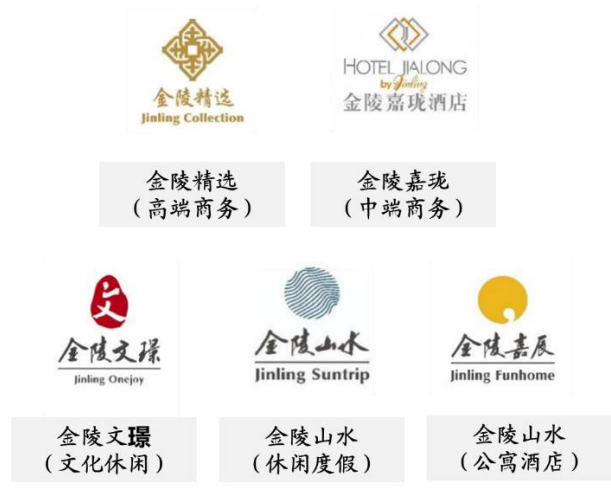 金陵精选
Jinling Collection
HOTEL JIALONG
by Jinling
金陵嘉珑酒店
金陵精选
（高端商务）
金陵嘉珑
（中端商务）
文
金陵文璟
Jinling Onejoy
金陵山水
Jinling Suntrip
金陵嘉辰
Jinling Funhome
金陵文璟
（文化休闲）
金陵山水
（休闲度假）
金陵山水
（公寓酒店）